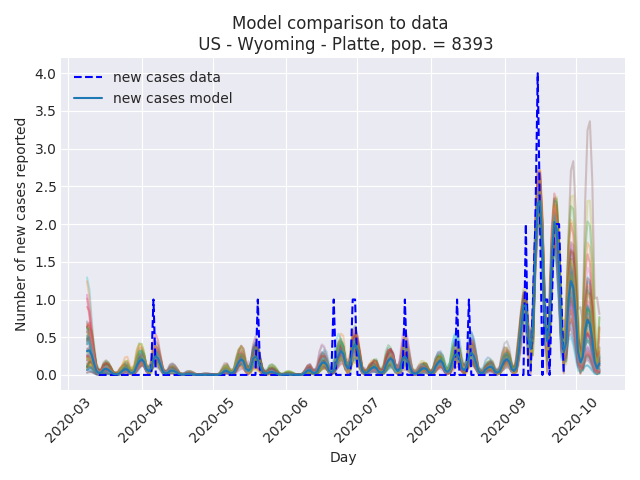 Model comparison to data
US - Wyoming - Platte, pop. = 8393
new cases data
new cases model
Number of new cases reported
4.0
3.5
3.0
2.5
2.0
1.5
1.0
0.5
0.0
2020-03
2020-04
2020-05
2020-06
2020-07
2020-08
2020-09
2020-10
Day